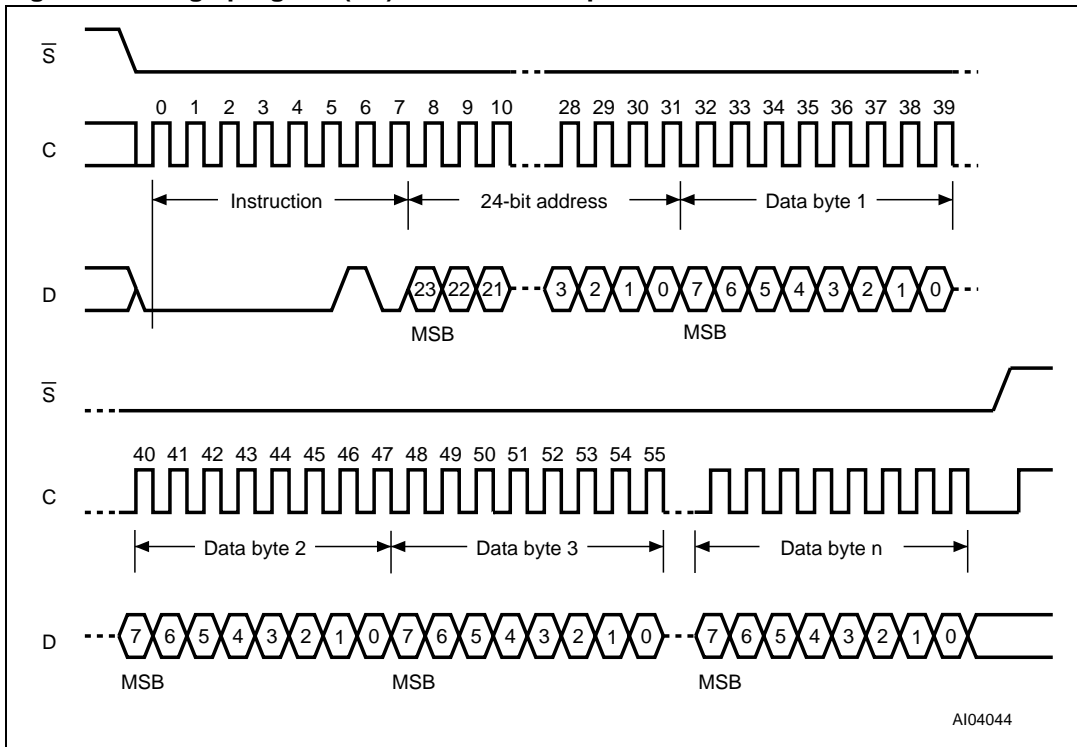 S
0 1 2 3 4 5 6 7 8 9 10 28 29 30 31 32 33 34 35 36 37 38 39
C
Instruction 24-bit address Data byte 1
D 23 22 21 3 2 1 0 7 6 5 4 3 2 1 0
MSB MSB
S
40 41 42 43 44 45 46 47 48 49 50 51 52 53 54 55
C
Data byte 2 Data byte 3 Data byte n
D 7 6 5 4 3 2 1 0 7 6 5 4 3 2 1 0 7 6 5 4 3 2 1 0
MSB MSB MSB
AI04044